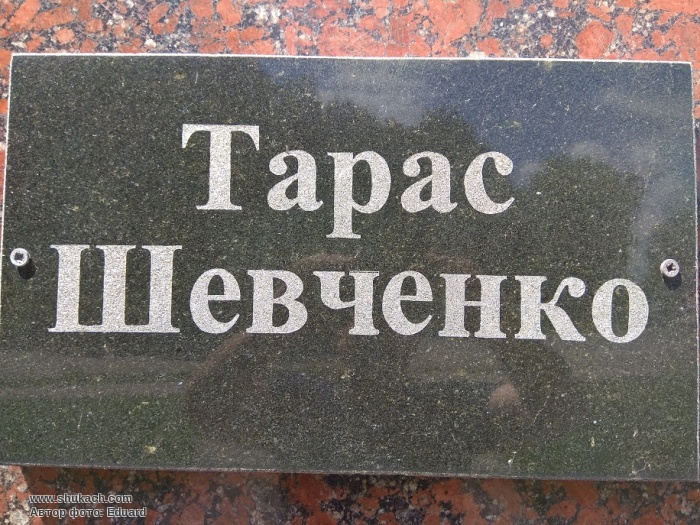 Тарас
Шевченко
www.shukach.com
Автор фото: Eduard